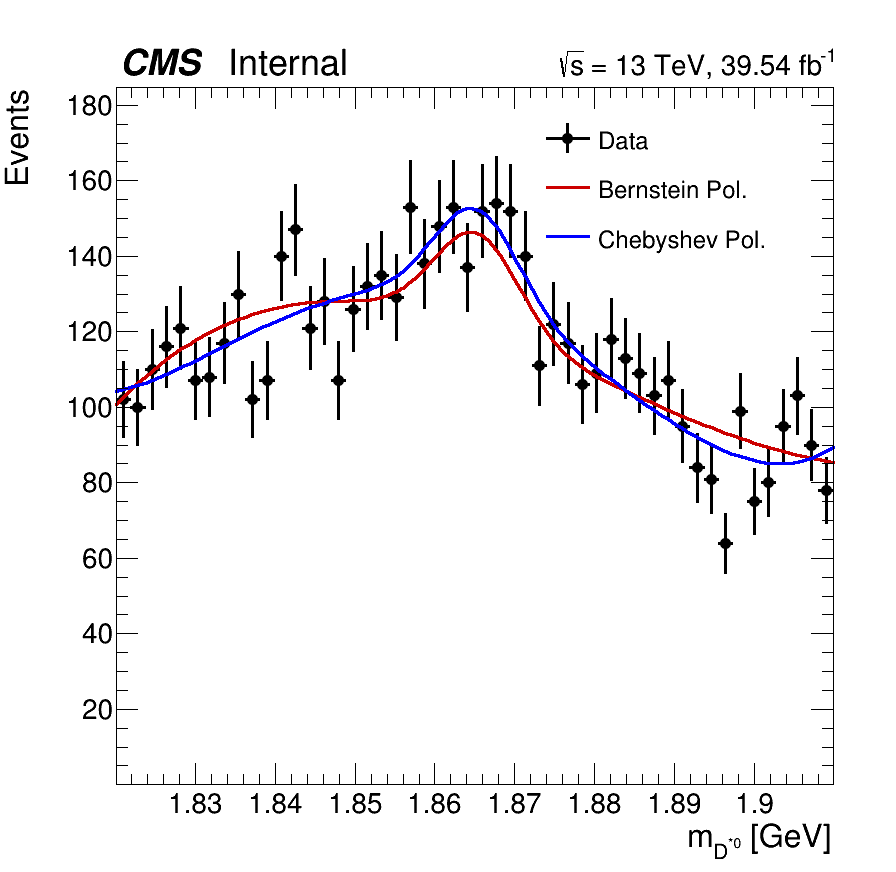 CMS Internal
√s = 13 TeV, 39.54 fb⁻¹
Events
180
160
140
120
100
80
60
40
20
Data
Bernstein Pol.
Chebyshev Pol.
1.83 1.84 1.85 1.86 1.87 1.88 1.89 1.9
m_{D^{*0}} [GeV]